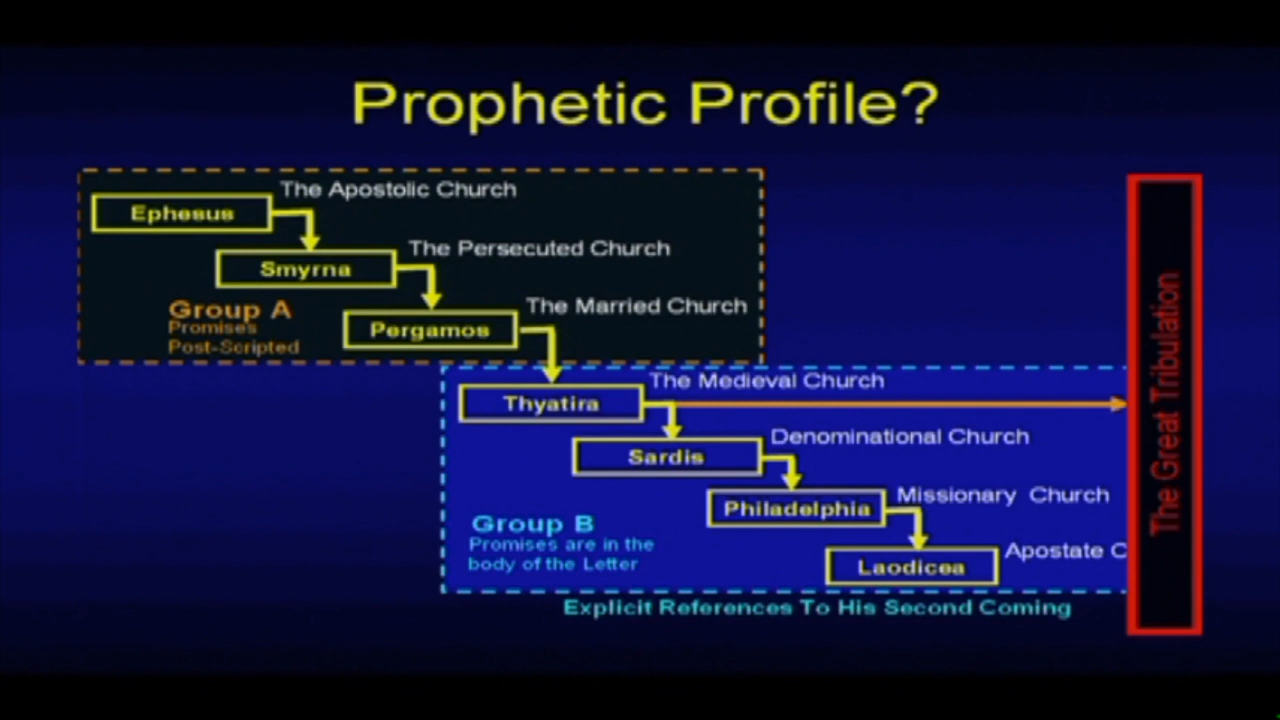 Prophetic Profile?
The Apostolic Church
Ephesus
The Persecuted Church
Smyrna
The Married Church
Group A
Promises
Post-Scripted
Pergamos
The Medieval Church
Thyatira
Denominational Church
Sardis
Missionary Church
Philadelphia
Group B
Promises are in the
body of the Letter
Apostate C
Laodicea
Explicit References To His Second Coming
The Great Tribulation